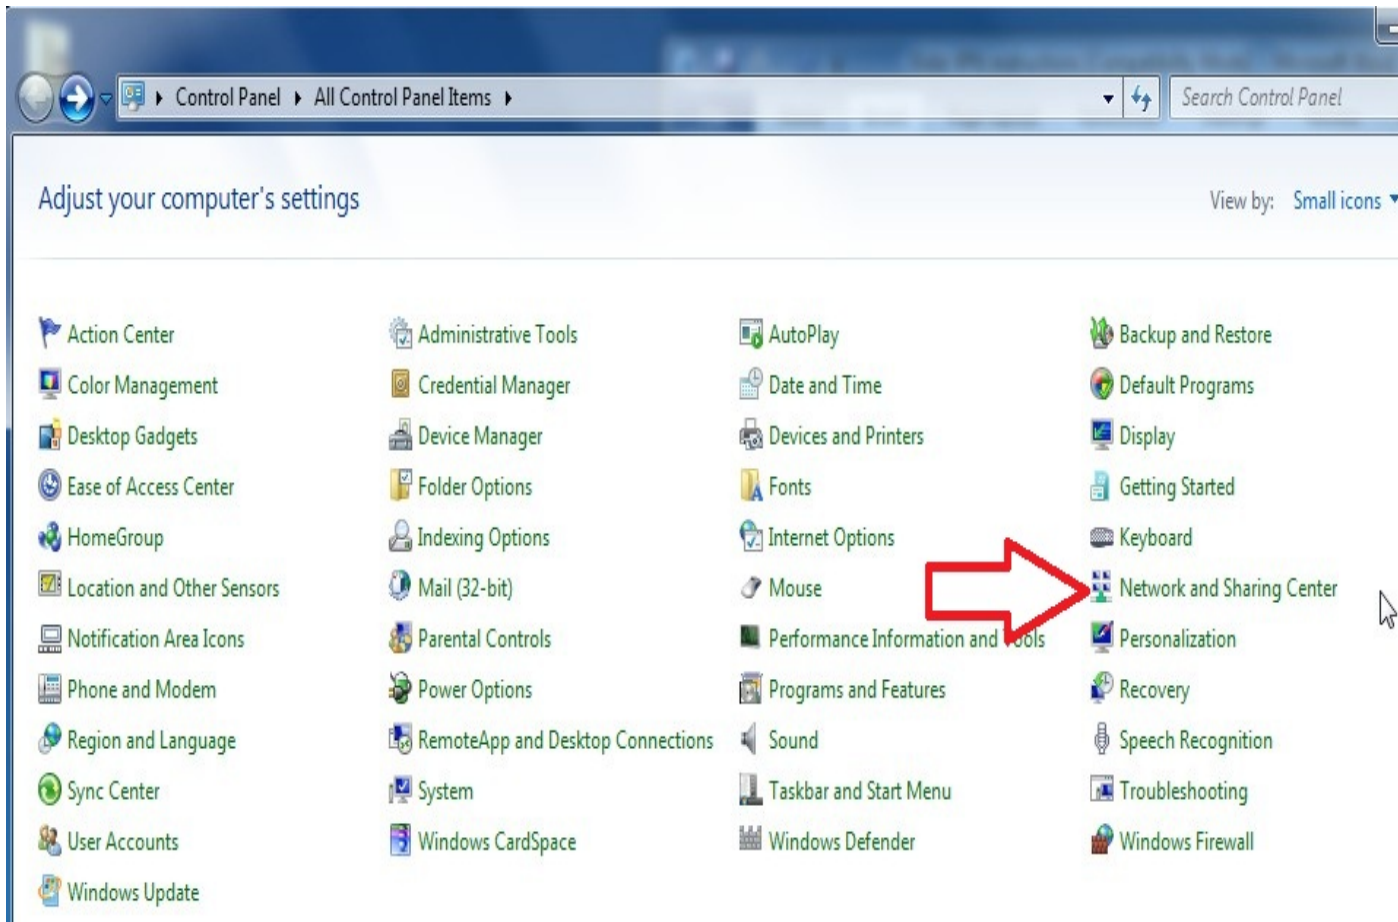 Control Panel All Control Panel Items Search Control Panel
Adjust your computer's settings View by: Small icons
Action Center Administrative Tools AutoPlay Backup and Restore
Color Management Credential Manager Date and Time Default Programs
Desktop Gadgets Device Manager Devices and Printers Display
Ease of Access Center Folder Options Fonts Getting Started
HomeGroup Indexing Options Internet Options Keyboard
Location and Other Sensors Mail (32-bit) Mouse Network and Sharing Center
Notification Area Icons Parental Controls Performance Information and Tools Personalization
Phone and Modem Power Options Programs and Features Recovery
Region and Language RemoteApp and Desktop Connections Sound Speech Recognition
Sync Center System Taskbar and Start Menu Troubleshooting
User Accounts Windows CardSpace Windows Defender Windows Firewall
Windows Update